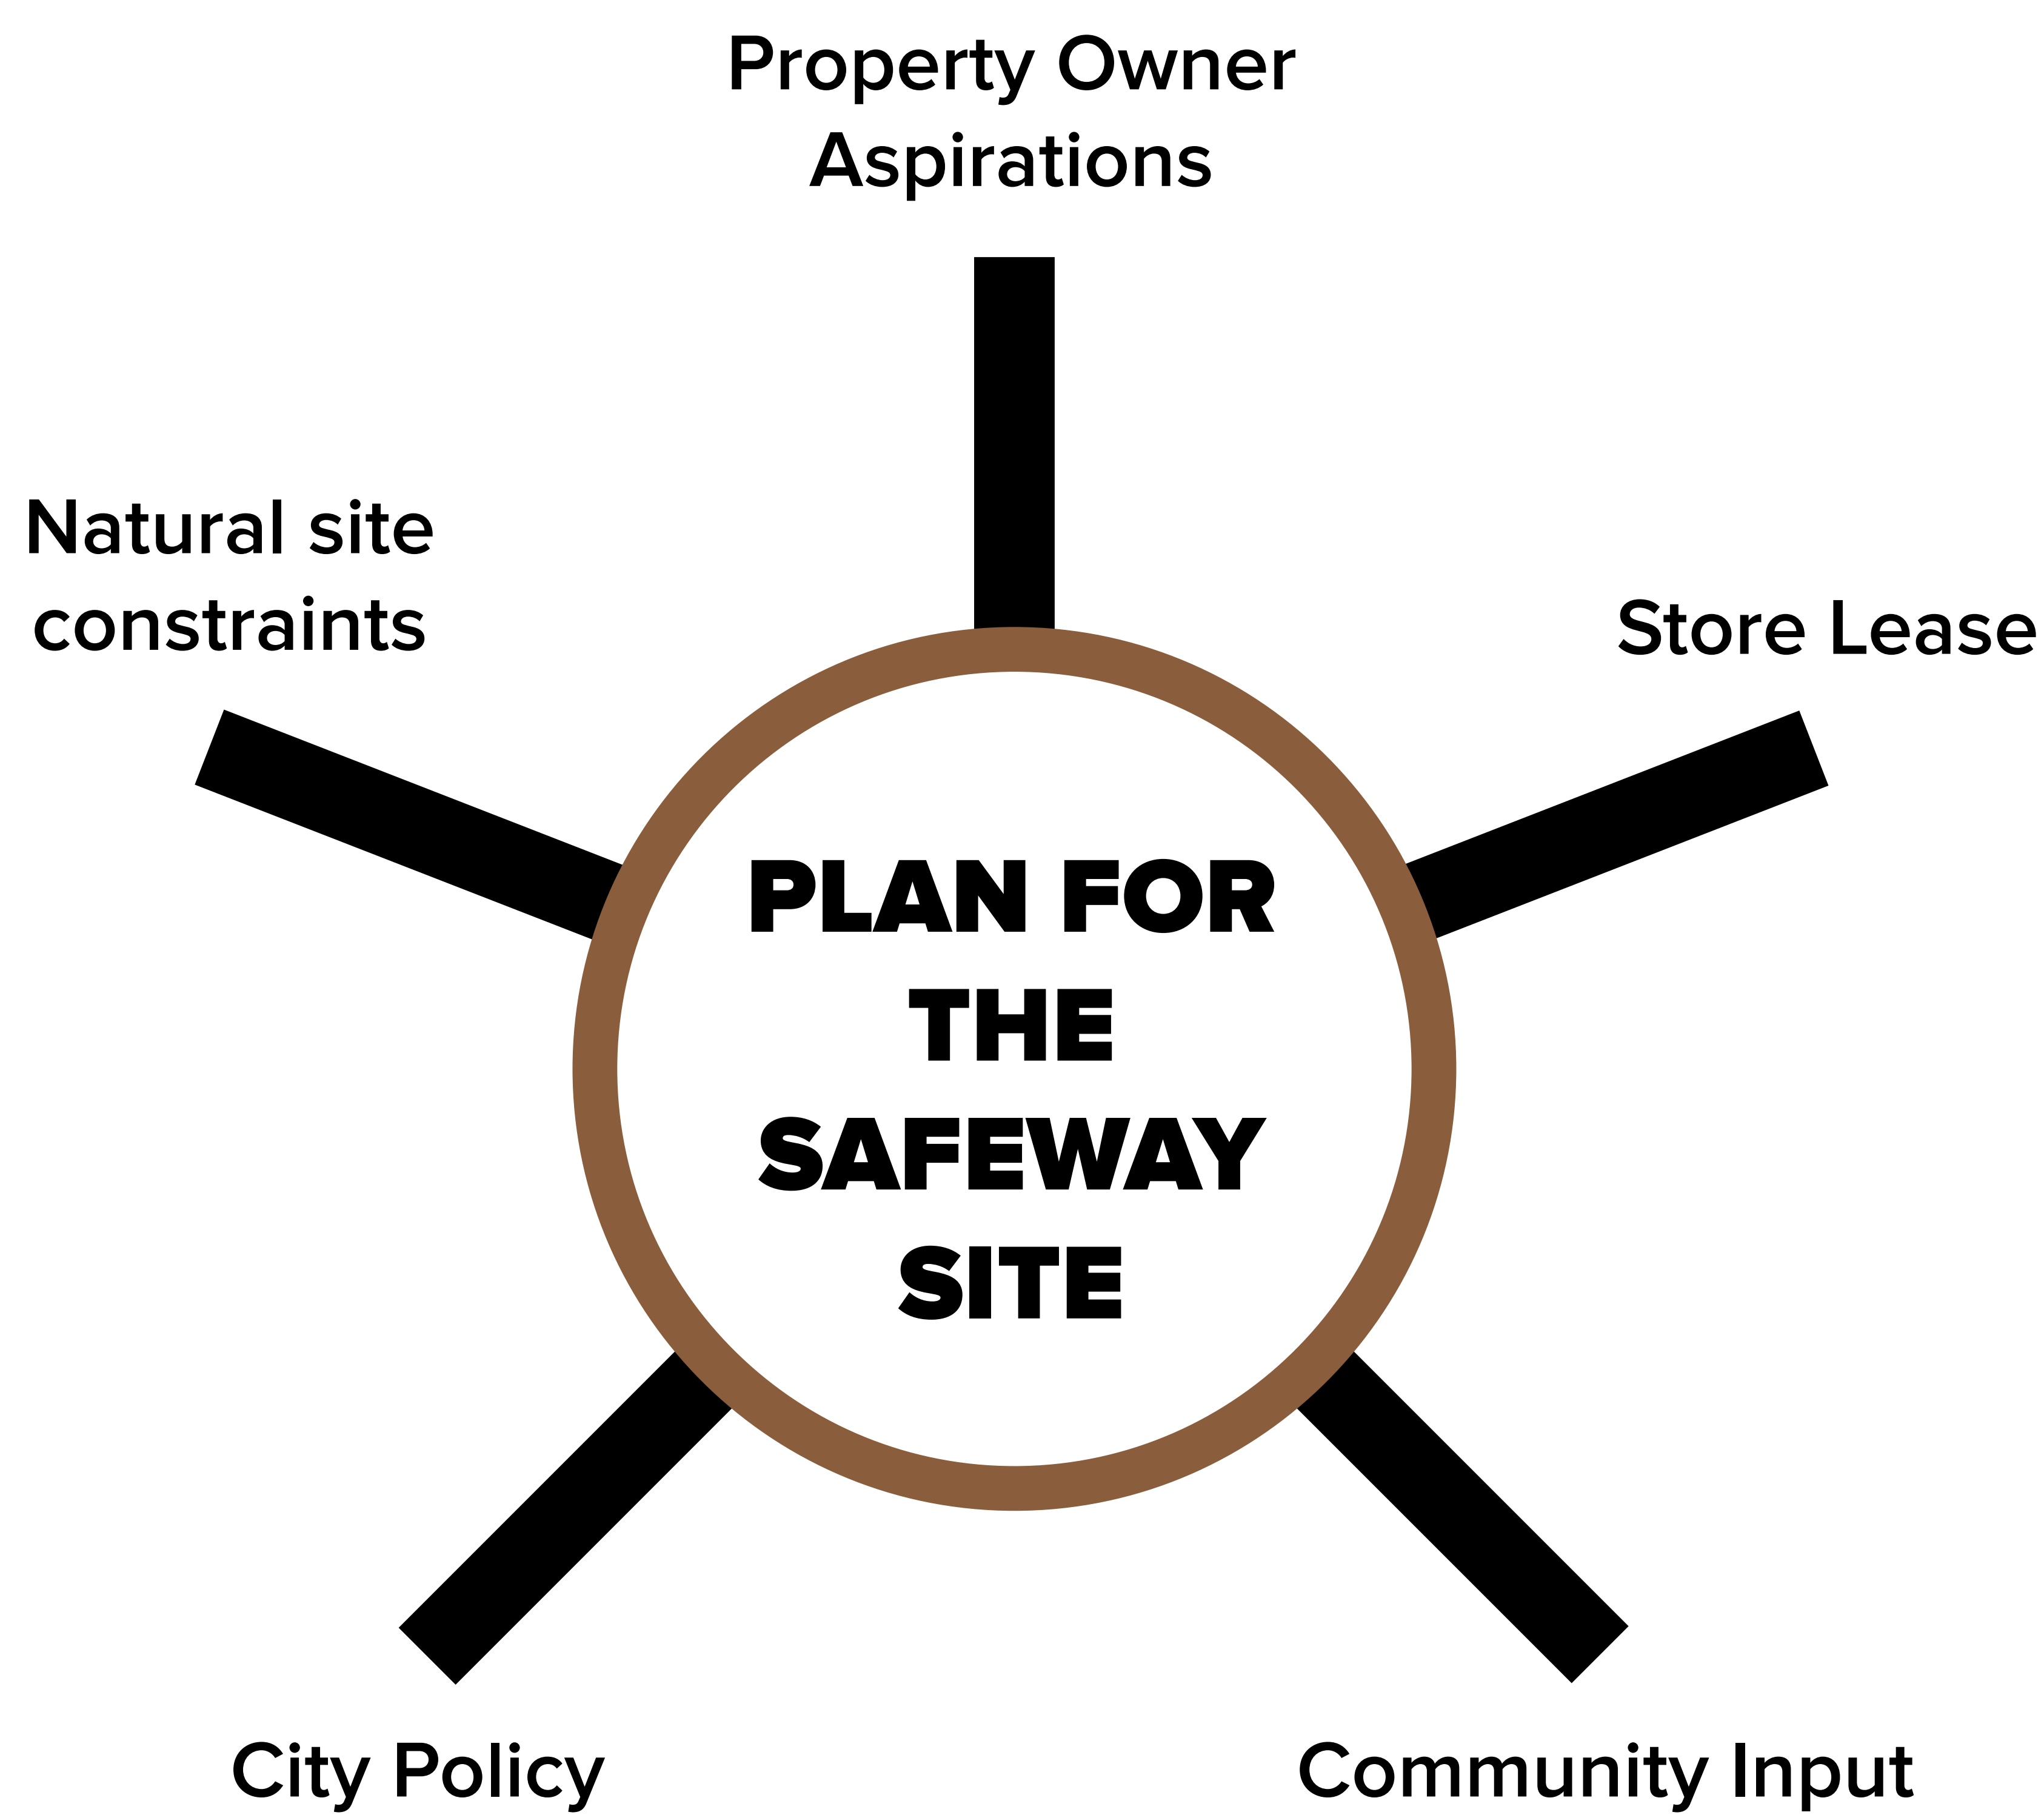 Property Owner
Aspirations
Natural site
constraints
Store Lease
PLAN FOR
THE
SAFEWAY
SITE
City Policy
Community Input